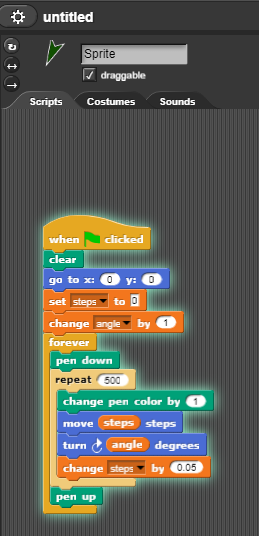 untitled
Sprite
draggable
Scripts Costumes Sounds
when clicked
clear
go to x: 0 y: 0
set steps to 0
change angle by 1
forever
pen down
repeat 500
change pen color by 1
move steps steps
turn angle degrees
change steps by 0.05
pen up